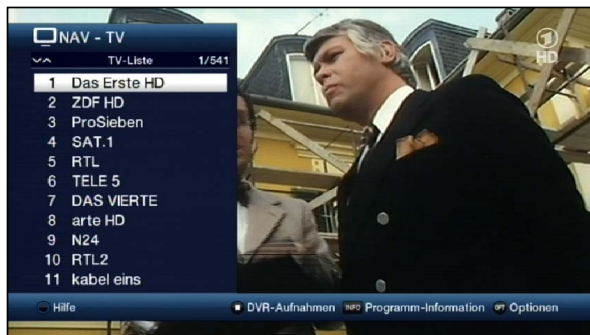 NAV - TV
TV-Liste 1/541
1 Das Erste HD
2 ZDF HD
3 ProSieben
4 SAT.1
5 RTL
6 TELE 5
7 DAS VIERTE
8 arte HD
9 N24
10 RTL2
11 kabel eins
1
HD
Hilfe DVR-Aufnahmen INFO Programm-Information OPT Optionen